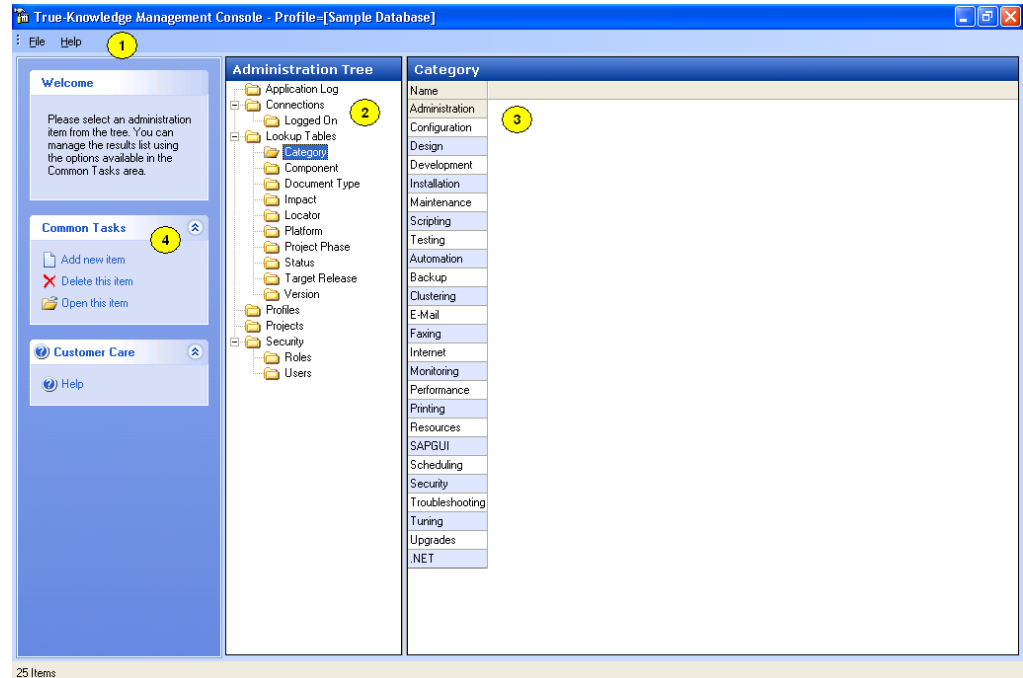 True-Knowledge Management Console - Profile=[Sample Database]
File Help
1
Welcome
Please select an administration
item from the tree. You can
manage the results list using
the options available in the
Common Tasks area.
Common Tasks
4
Add new item
Delete this item
Open this item
Customer Care
Help
Administration Tree
2
Application Log
Connections
Logged On
Lookup Tables
Category
Component
Document Type
Impact
Locator
Platform
Project Phase
Status
Target Release
Version
Profiles
Projects
Security
Roles
Users
Category
3
Name
Administration
Configuration
Design
Development
Installation
Maintenance
Scripting
Testing
Automation
Backup
Clustering
E-Mail
Faxing
Internet
Monitoring
Performance
Printing
Resources
SAPGUI
Scheduling
Security
Troubleshooting
Tuning
Upgrades
.NET
25 Items